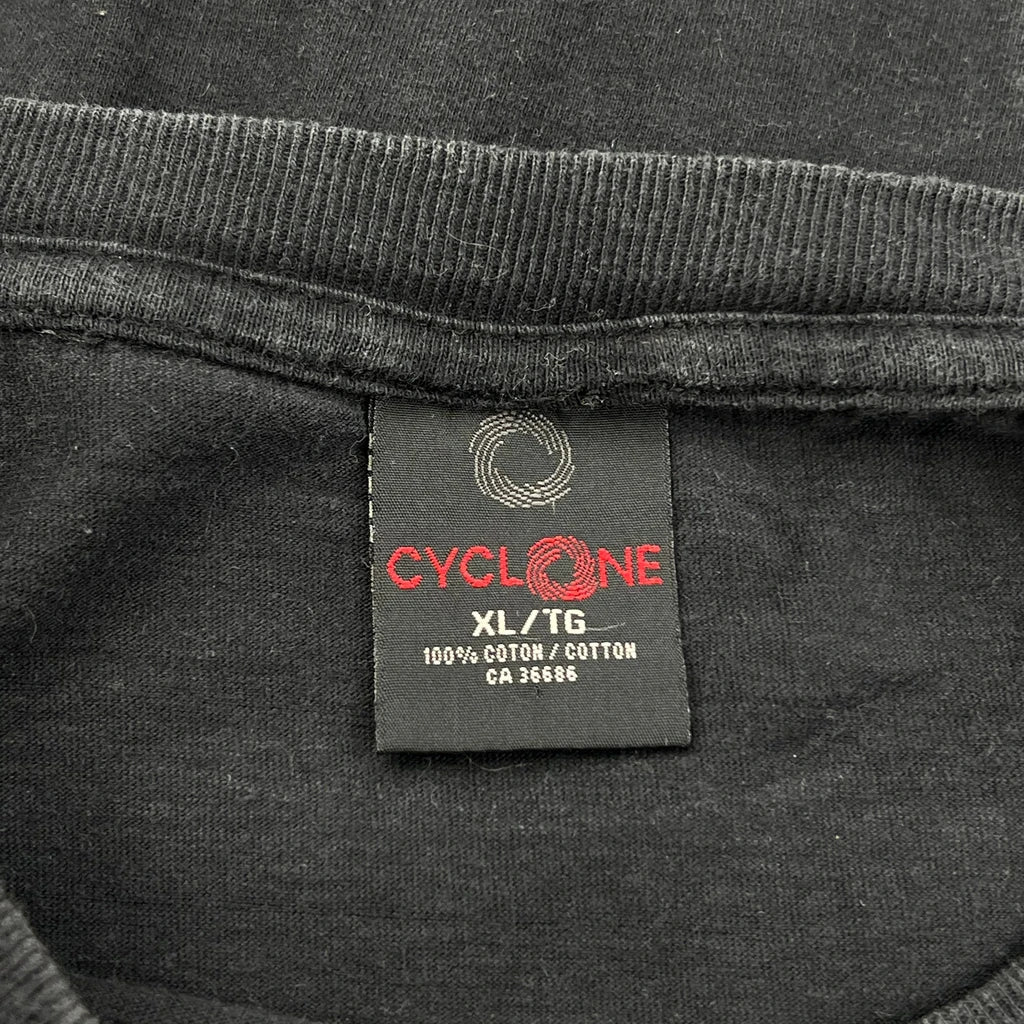 CYCLONE
XL/TG
100% COTON / COTTON
CA 36686